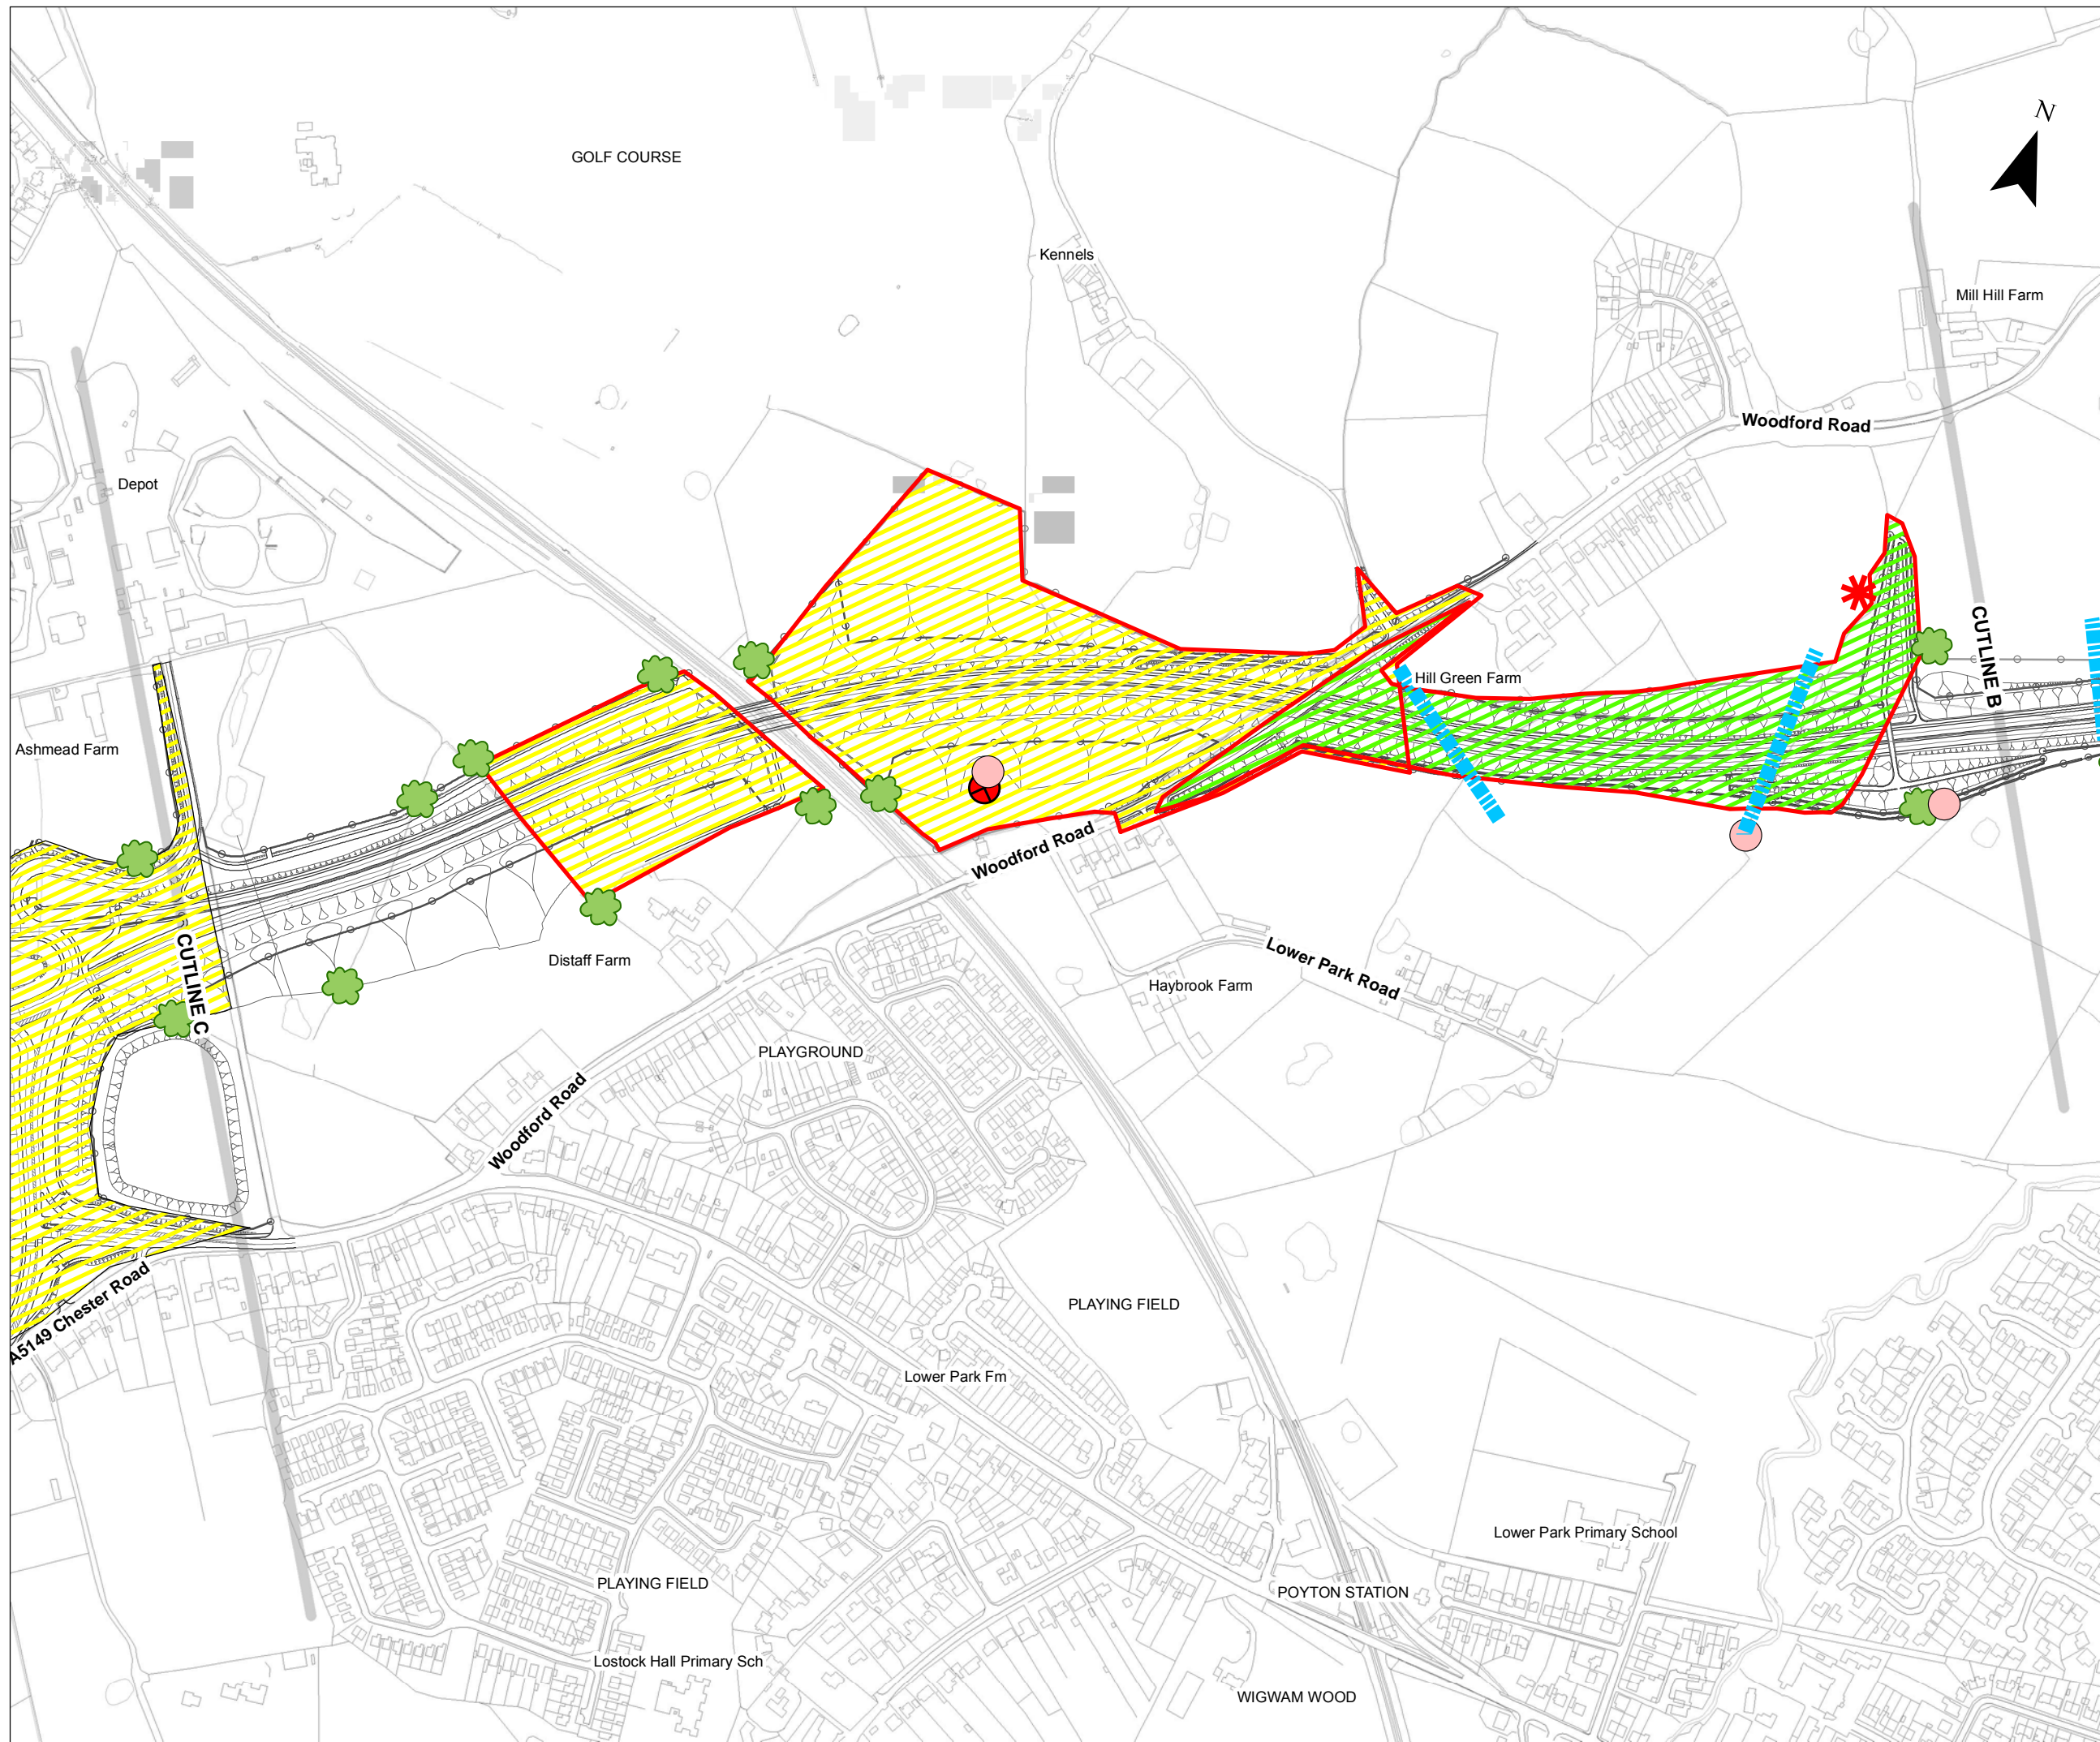 N
GOLF COURSE
Kennels
Mill Hill Farm
Woodford Road
Depot
CUTLINE B
Hill Green Farm
Ashmead Farm
Woodford Road
CUTLINE C
Distaff Farm
Lower Park Road
Haybrook Farm
PLAYGROUND
Woodford Road
A5149 Chester Road
PLAYING FIELD
Lower Park Fm
Lower Park Primary School
PLAYING FIELD
POYTON STATION
Lostock Hall Primary Sch
WIGWAM WOOD